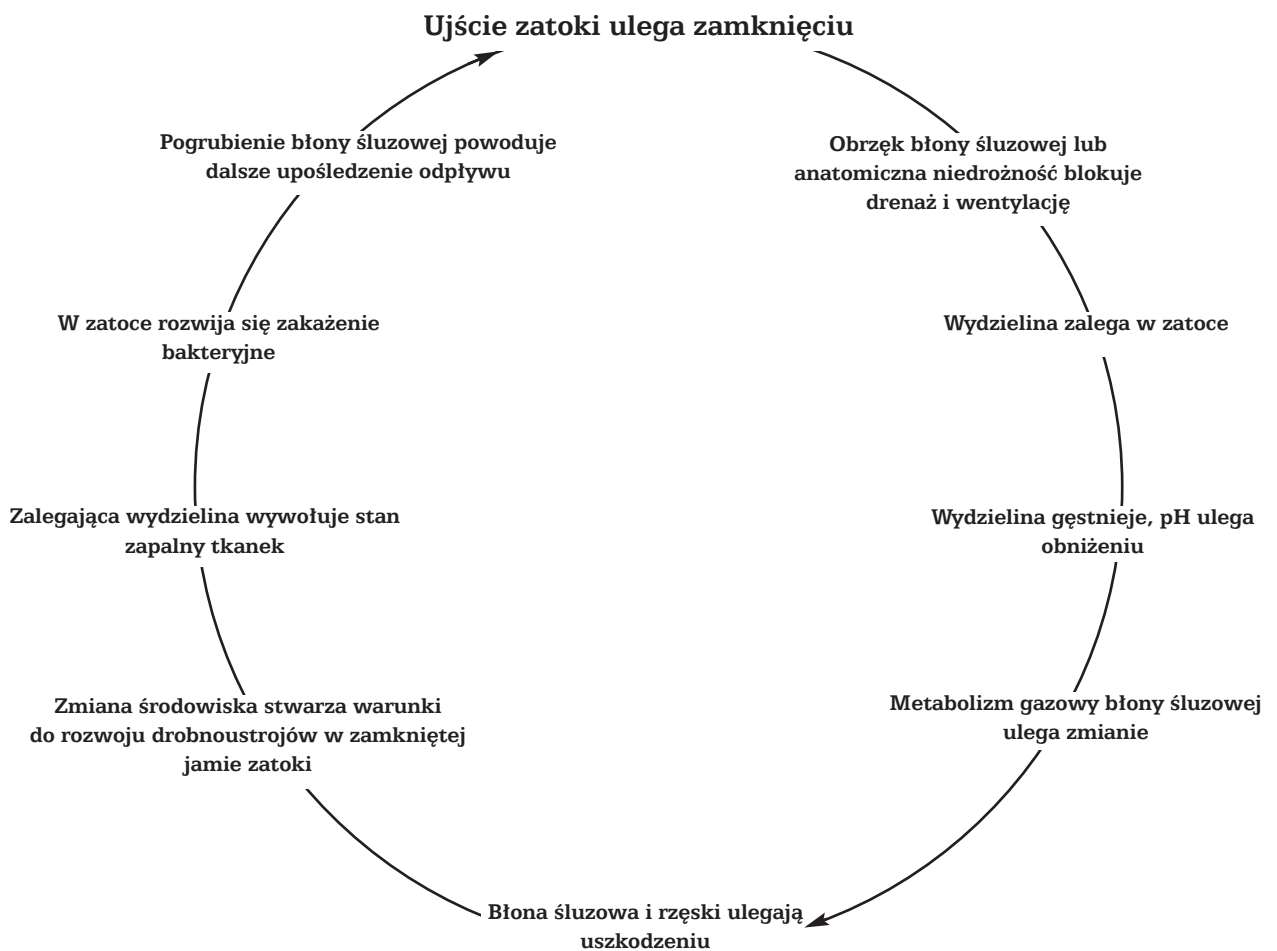 Ujście zatoki ulega zamknięciu
Obrzęk błony śluzowej lub
anatomiczna niedrożność blokuje
drenaż i wentylację
Wydzielina zalega w zatoce
Wydzielina gęstnieje, pH ulega
obniżeniu
Metabolizm gazowy błony śluzowej
ulega zmianie
Błona śluzowa i rzęski ulegają
uszkodzeniu
Zmiana środowiska stwarza warunki
do rozwoju drobnoustrojów w zamkniętej
jamie zatoki
Zalegająca wydzielina wywołuje stan
zapalny tkanek
W zatoce rozwija się zakażenie
bakteryjne
Pogrubienie błony śluzowej powoduje
dalsze upośledzenie odpływu